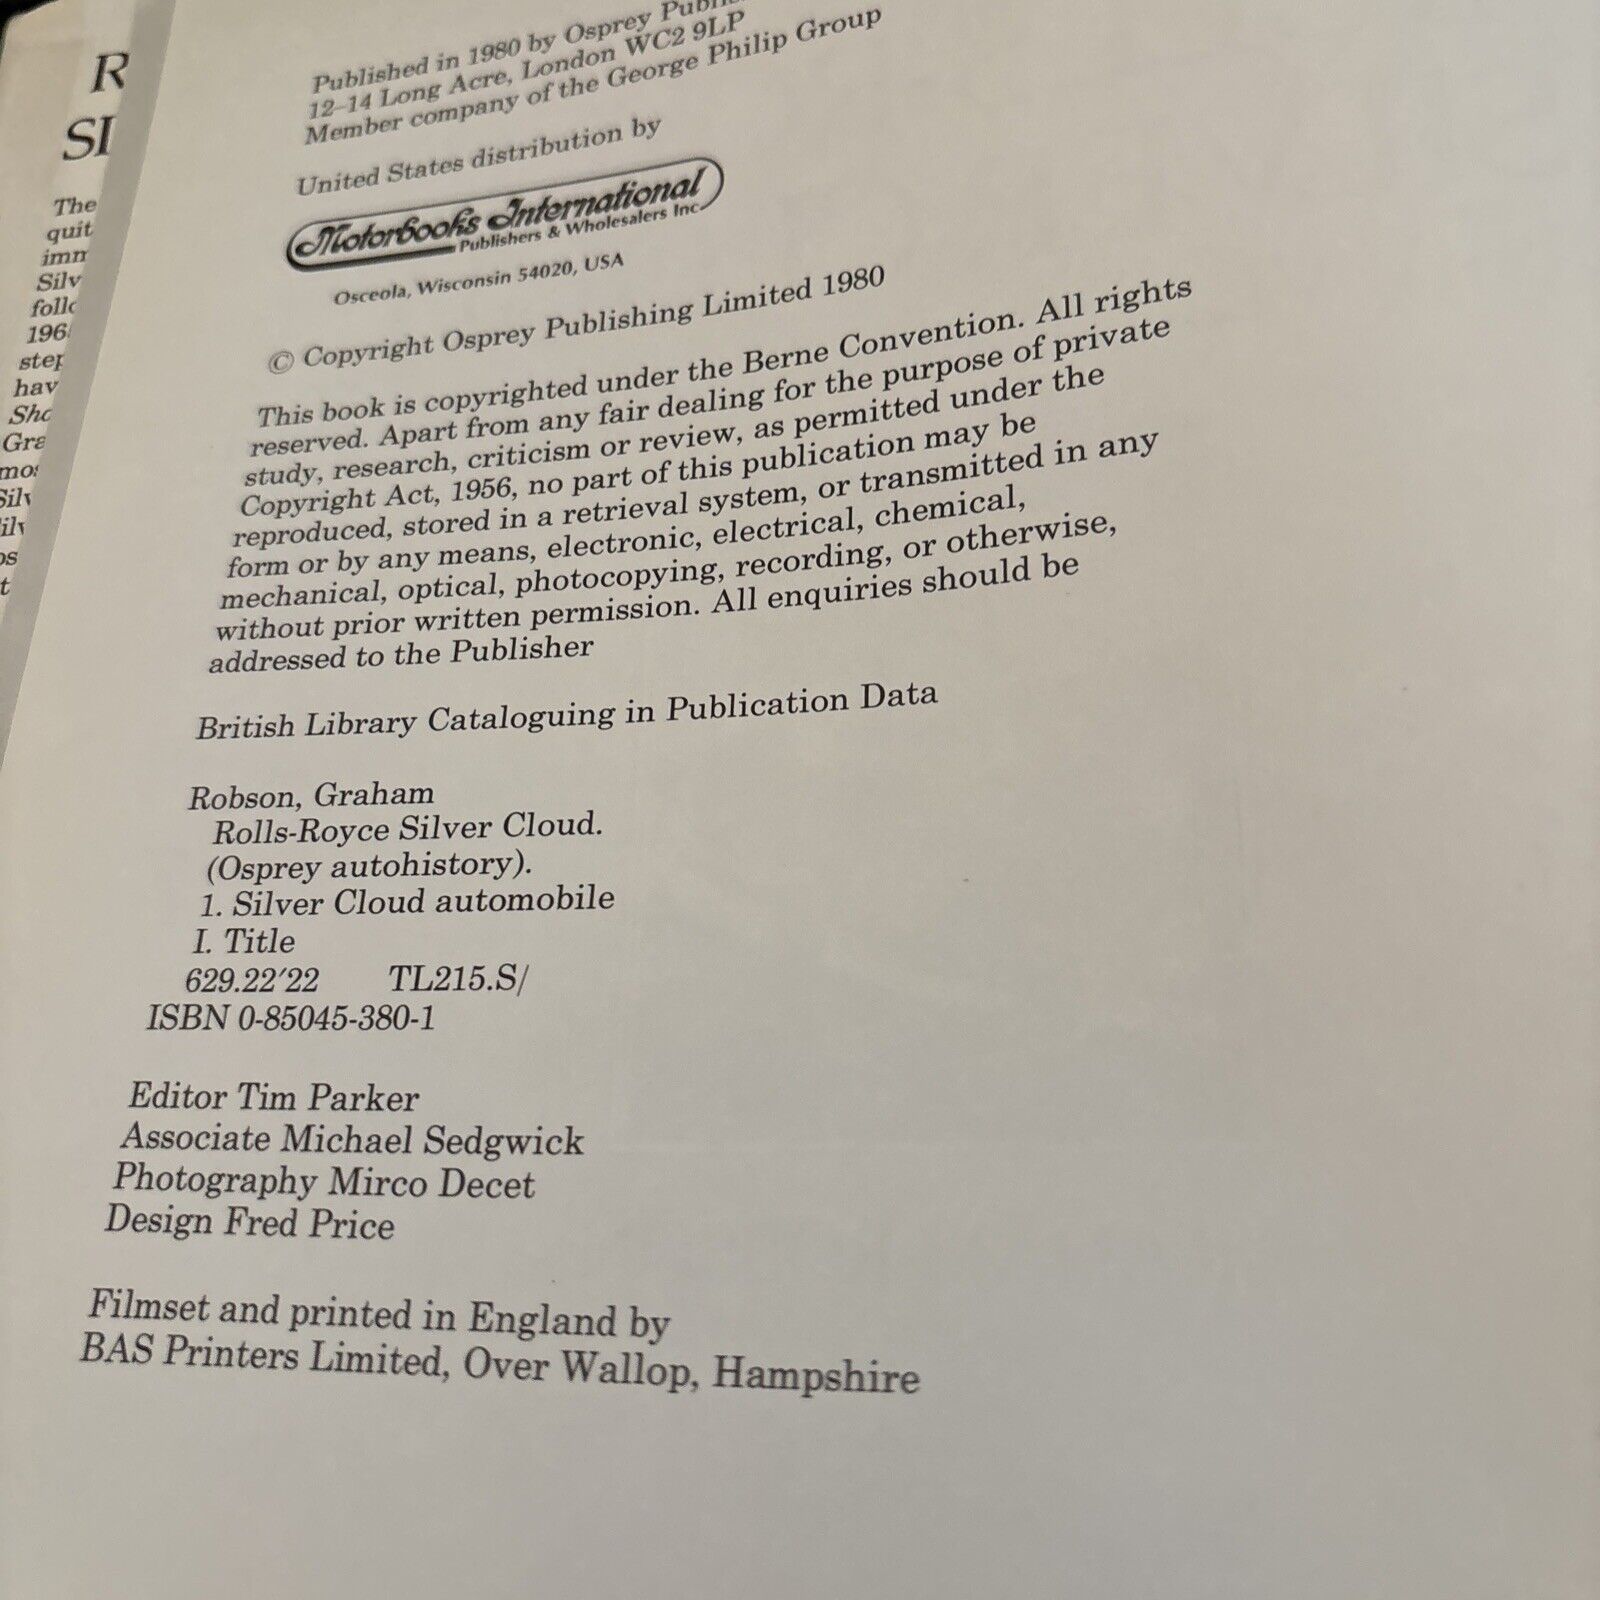 R
SI
The
quit
imm
Silv
follo
196
step
hav
Sho
Gra
mos
Silv
Silv
os
t
Published in 1980 by Osprey
12–14 Long Acre, London WC2 9LP
Member company of the George Philip Group
United States distribution by
Motorbooks International
Publishers & Wholesalers Inc
Osceola, Wisconsin 54020, USA
© Copyright Osprey Publishing Limited 1980
This book is copyrighted under the Berne Convention. All rights
reserved. Apart from any fair dealing for the purpose of private
study, research, criticism or review, as permitted under the
Copyright Act, 1956, no part of this publication may be
reproduced, stored in a retrieval system, or transmitted in any
form or by any means, electronic, electrical, chemical,
mechanical, optical, photocopying, recording, or otherwise,
without prior written permission. All enquiries should be
addressed to the Publisher
British Library Cataloguing in Publication Data
Robson, Graham
Rolls-Royce Silver Cloud.
(Osprey autohistory).
1. Silver Cloud automobile
I. Title
629.22'22 TL215.S/
ISBN 0-85045-380-1
Editor Tim Parker
Associate Michael Sedgwick
Photography Mirco Decet
Design Fred Price
Filmset and printed in England by
BAS Printers Limited, Over Wallop, Hampshire